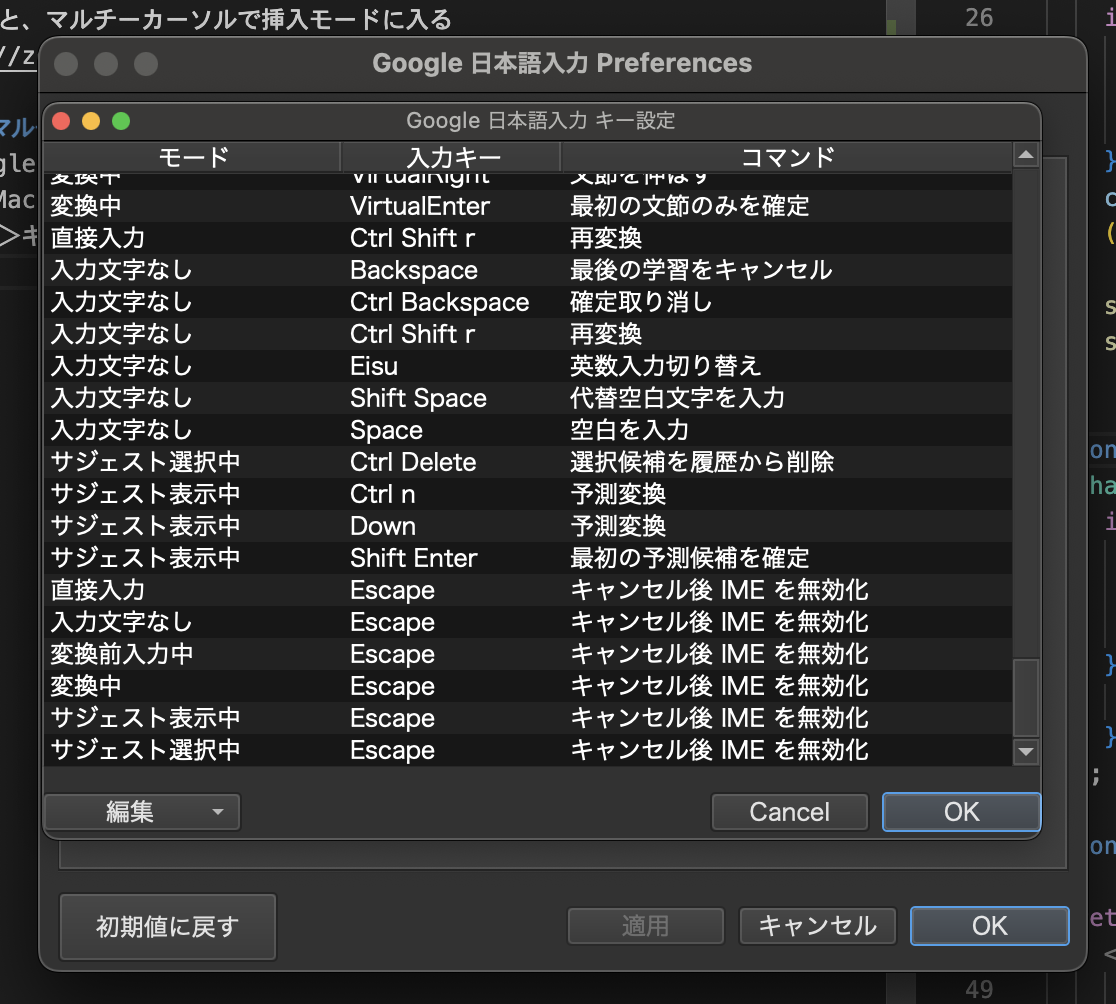 と、マルチーカーソルで挿入モードに入る
26
//z
Google 日本語入力 Preferences
Google 日本語入力 キー設定
モード 入力キー コマンド
変換中 VirtualRight 文節を伸ばす
変換中 VirtualEnter 最初の文節のみを確定
直接入力 Ctrl Shift r 再変換
入力文字なし Backspace 最後の学習をキャンセル
入力文字なし Ctrl Backspace 確定取り消し
入力文字なし Ctrl Shift r 再変換
入力文字なし Eisu 英数入力切り替え
入力文字なし Shift Space 代替空白文字を入力
入力文字なし Space 空白を入力
サジェスト選択中 Ctrl Delete 選択候補を履歴から削除
サジェスト表示中 Ctrl n 予測変換
サジェスト表示中 Down 予測変換
サジェスト表示中 Shift Enter 最初の予測候補を確定
直接入力 Escape キャンセル後 IME を無効化
入力文字なし Escape キャンセル後 IME を無効化
変換前入力中 Escape キャンセル後 IME を無効化
変換中 Escape キャンセル後 IME を無効化
サジェスト表示中 Escape キャンセル後 IME を無効化
サジェスト選択中 Escape キャンセル後 IME を無効化
編集 Cancel OK
初期値に戻す 適用 キャンセル OK
マル
gle
Mac
>キ
}
c
(
s
s
on
ha
i
}
}
;
on
et
<
49